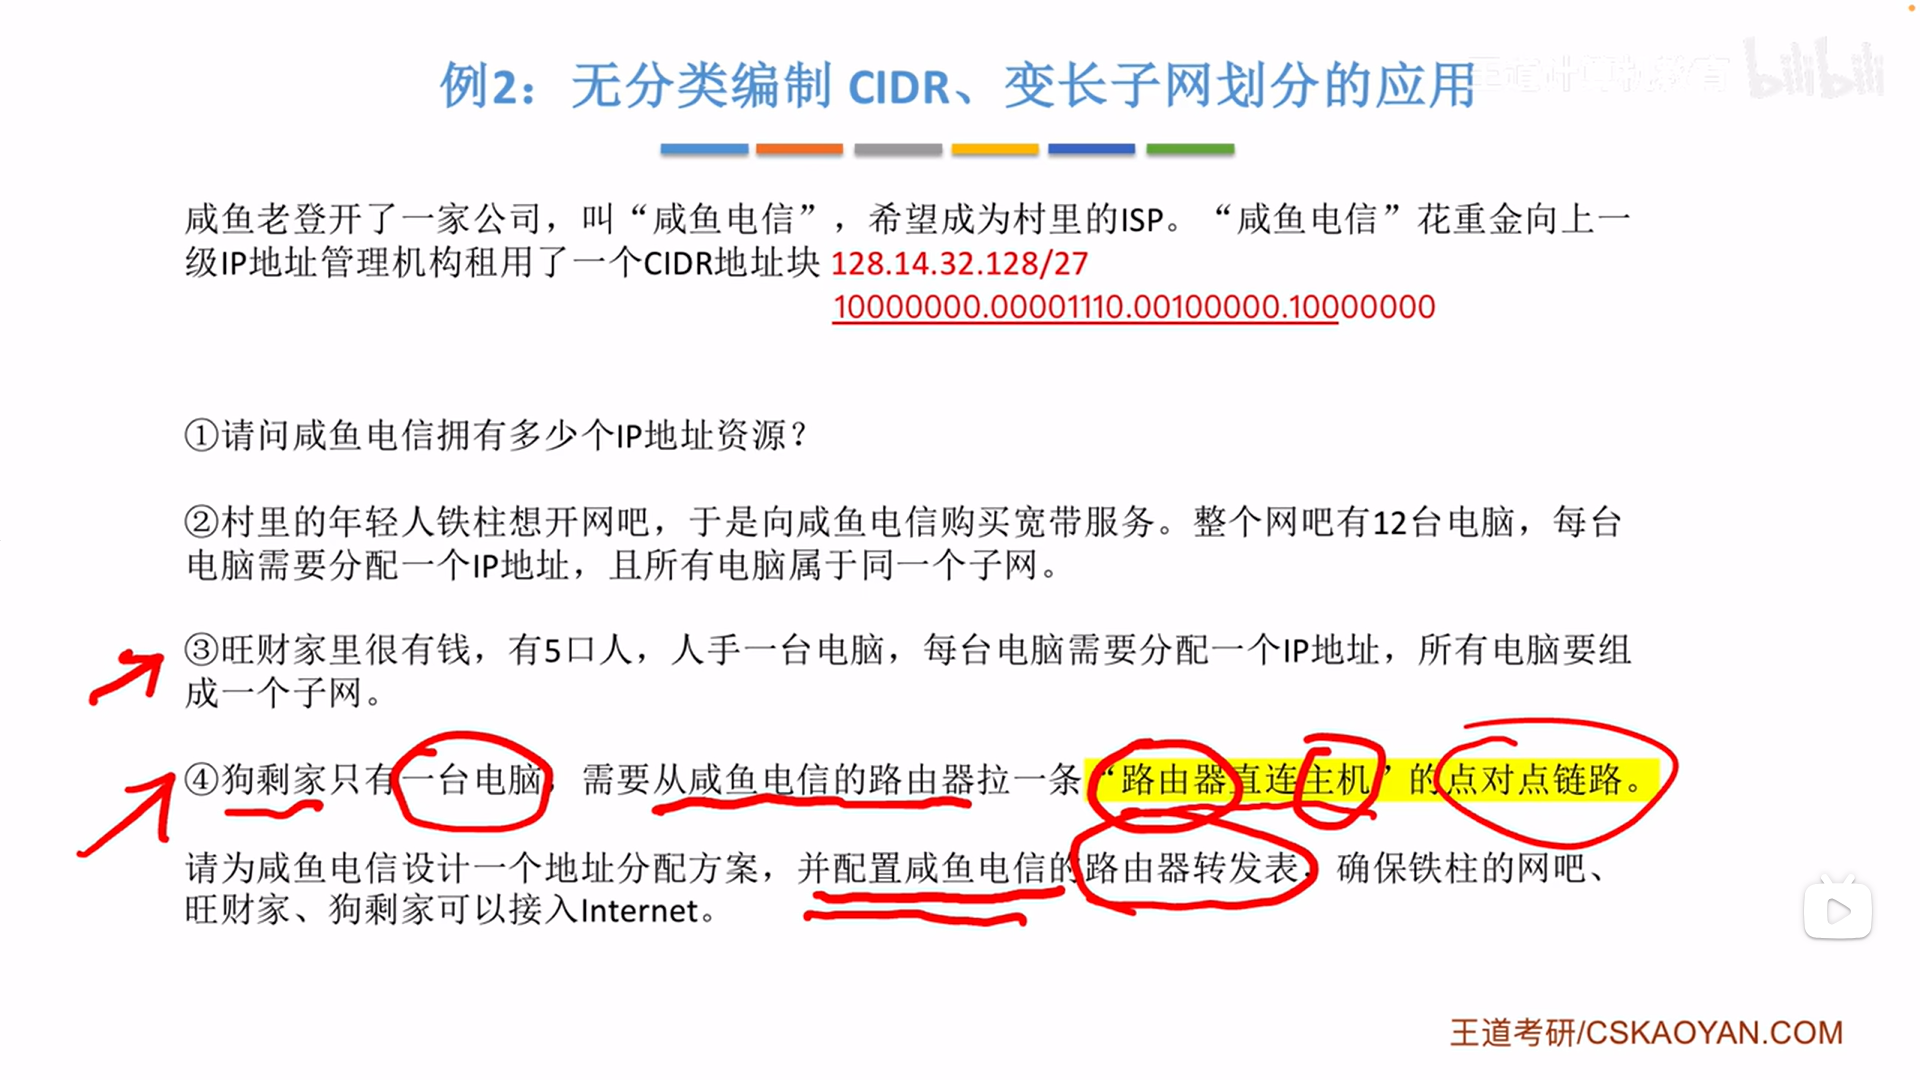 例2：无分类编制 CIDR、变长子网划分的应用
bilibili
咸鱼老登开了一家公司，叫“咸鱼电信”，希望成为村里的ISP。“咸鱼电信”花重金向上一
级IP地址管理机构租用了一个CIDR地址块 128.14.32.128/27
10000000.00001110.00100000.10000000
①请问咸鱼电信拥有多少个IP地址资源？
②村里的年轻人铁柱想开网吧，于是向咸鱼电信购买宽带服务。整个网吧有12台电脑，每台
电脑需要分配一个IP地址，且所有电脑属于同一个子网。
③旺财家里很有钱，有5口人，人手一台电脑，每台电脑需要分配一个IP地址，所有电脑要组
成一个子网。
④狗剩家只有一台电脑，需要从咸鱼电信的路由器拉一条“路由器直连主机”的点对点链路。
请为咸鱼电信设计一个地址分配方案，并配置咸鱼电信的路由器转发表，确保铁柱的网吧、
旺财家、狗剩家可以接入Internet。
王道考研/CSKAOYAN.COM